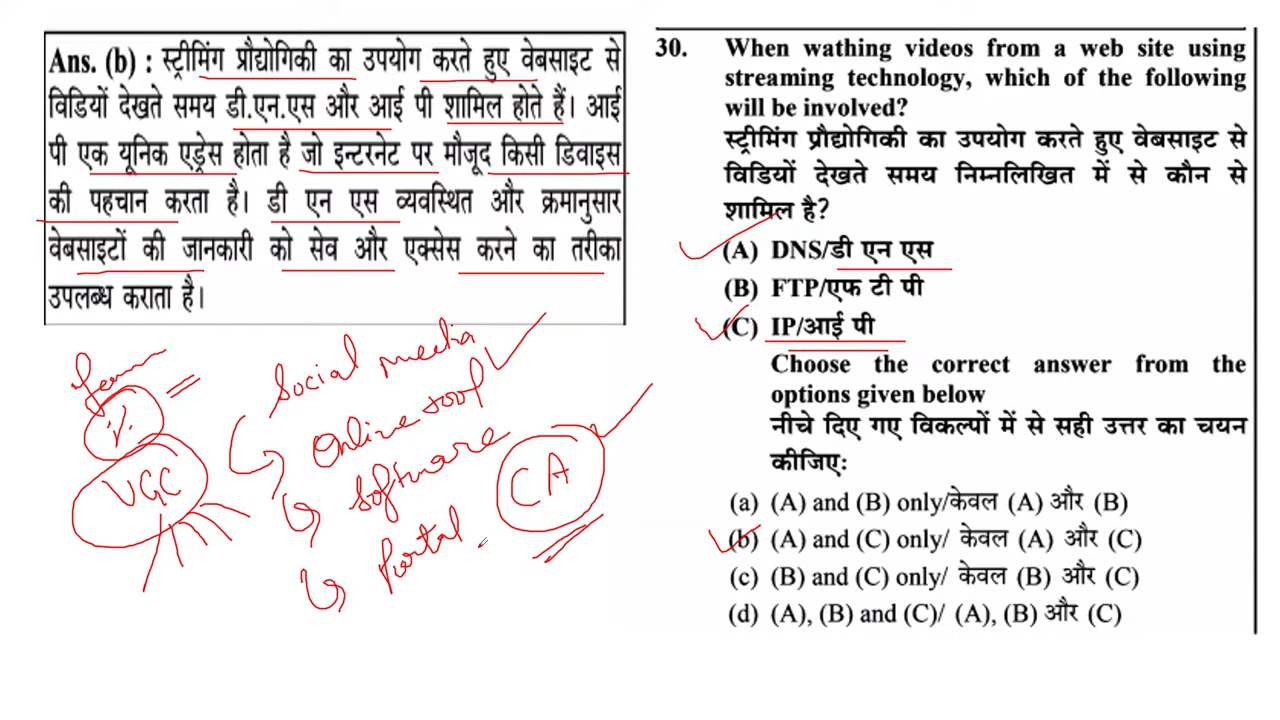 Ans. (b) : स्ट्रीमिंग प्रौद्योगिकी का उपयोग करते हुए वेबसाइट से
विडियों देखते समय डी.एन.एस और आई पी शामिल होते हैं। आई
पी एक यूनिक एड्रेस होता है जो इन्टरनेट पर मौजूद किसी डिवाइस
की पहचान करता है। डी एन एस व्यवस्थित और क्रमानुसार
वेबसाइटों की जानकारी को सेव और एक्सेस करने का तरीका
उपलब्ध कराता है।
Social media
Online
Software
Portal
UGC
CA
30. When wathing videos from a web site using
streaming technology, which of the following
will be involved?
स्ट्रीमिंग प्रौद्योगिकी का उपयोग करते हुए वेबसाइट से
विडियों देखते समय निम्नलिखित में से कौन से
शामिल है?
(A) DNS/डी एन एस
(B) FTP/एफ टी पी
(C) IP/आई पी
Choose the correct answer from the
options given below
नीचे दिए गए विकल्पों में से सही उत्तर का चयन
कीजिए:
(a) (A) and (B) only/केवल (A) और (B)
(b) (A) and (C) only/ केवल (A) और (C)
(c) (B) and (C) only/ केवल (B) और (C)
(d) (A), (B) and (C)/ (A), (B) और (C)